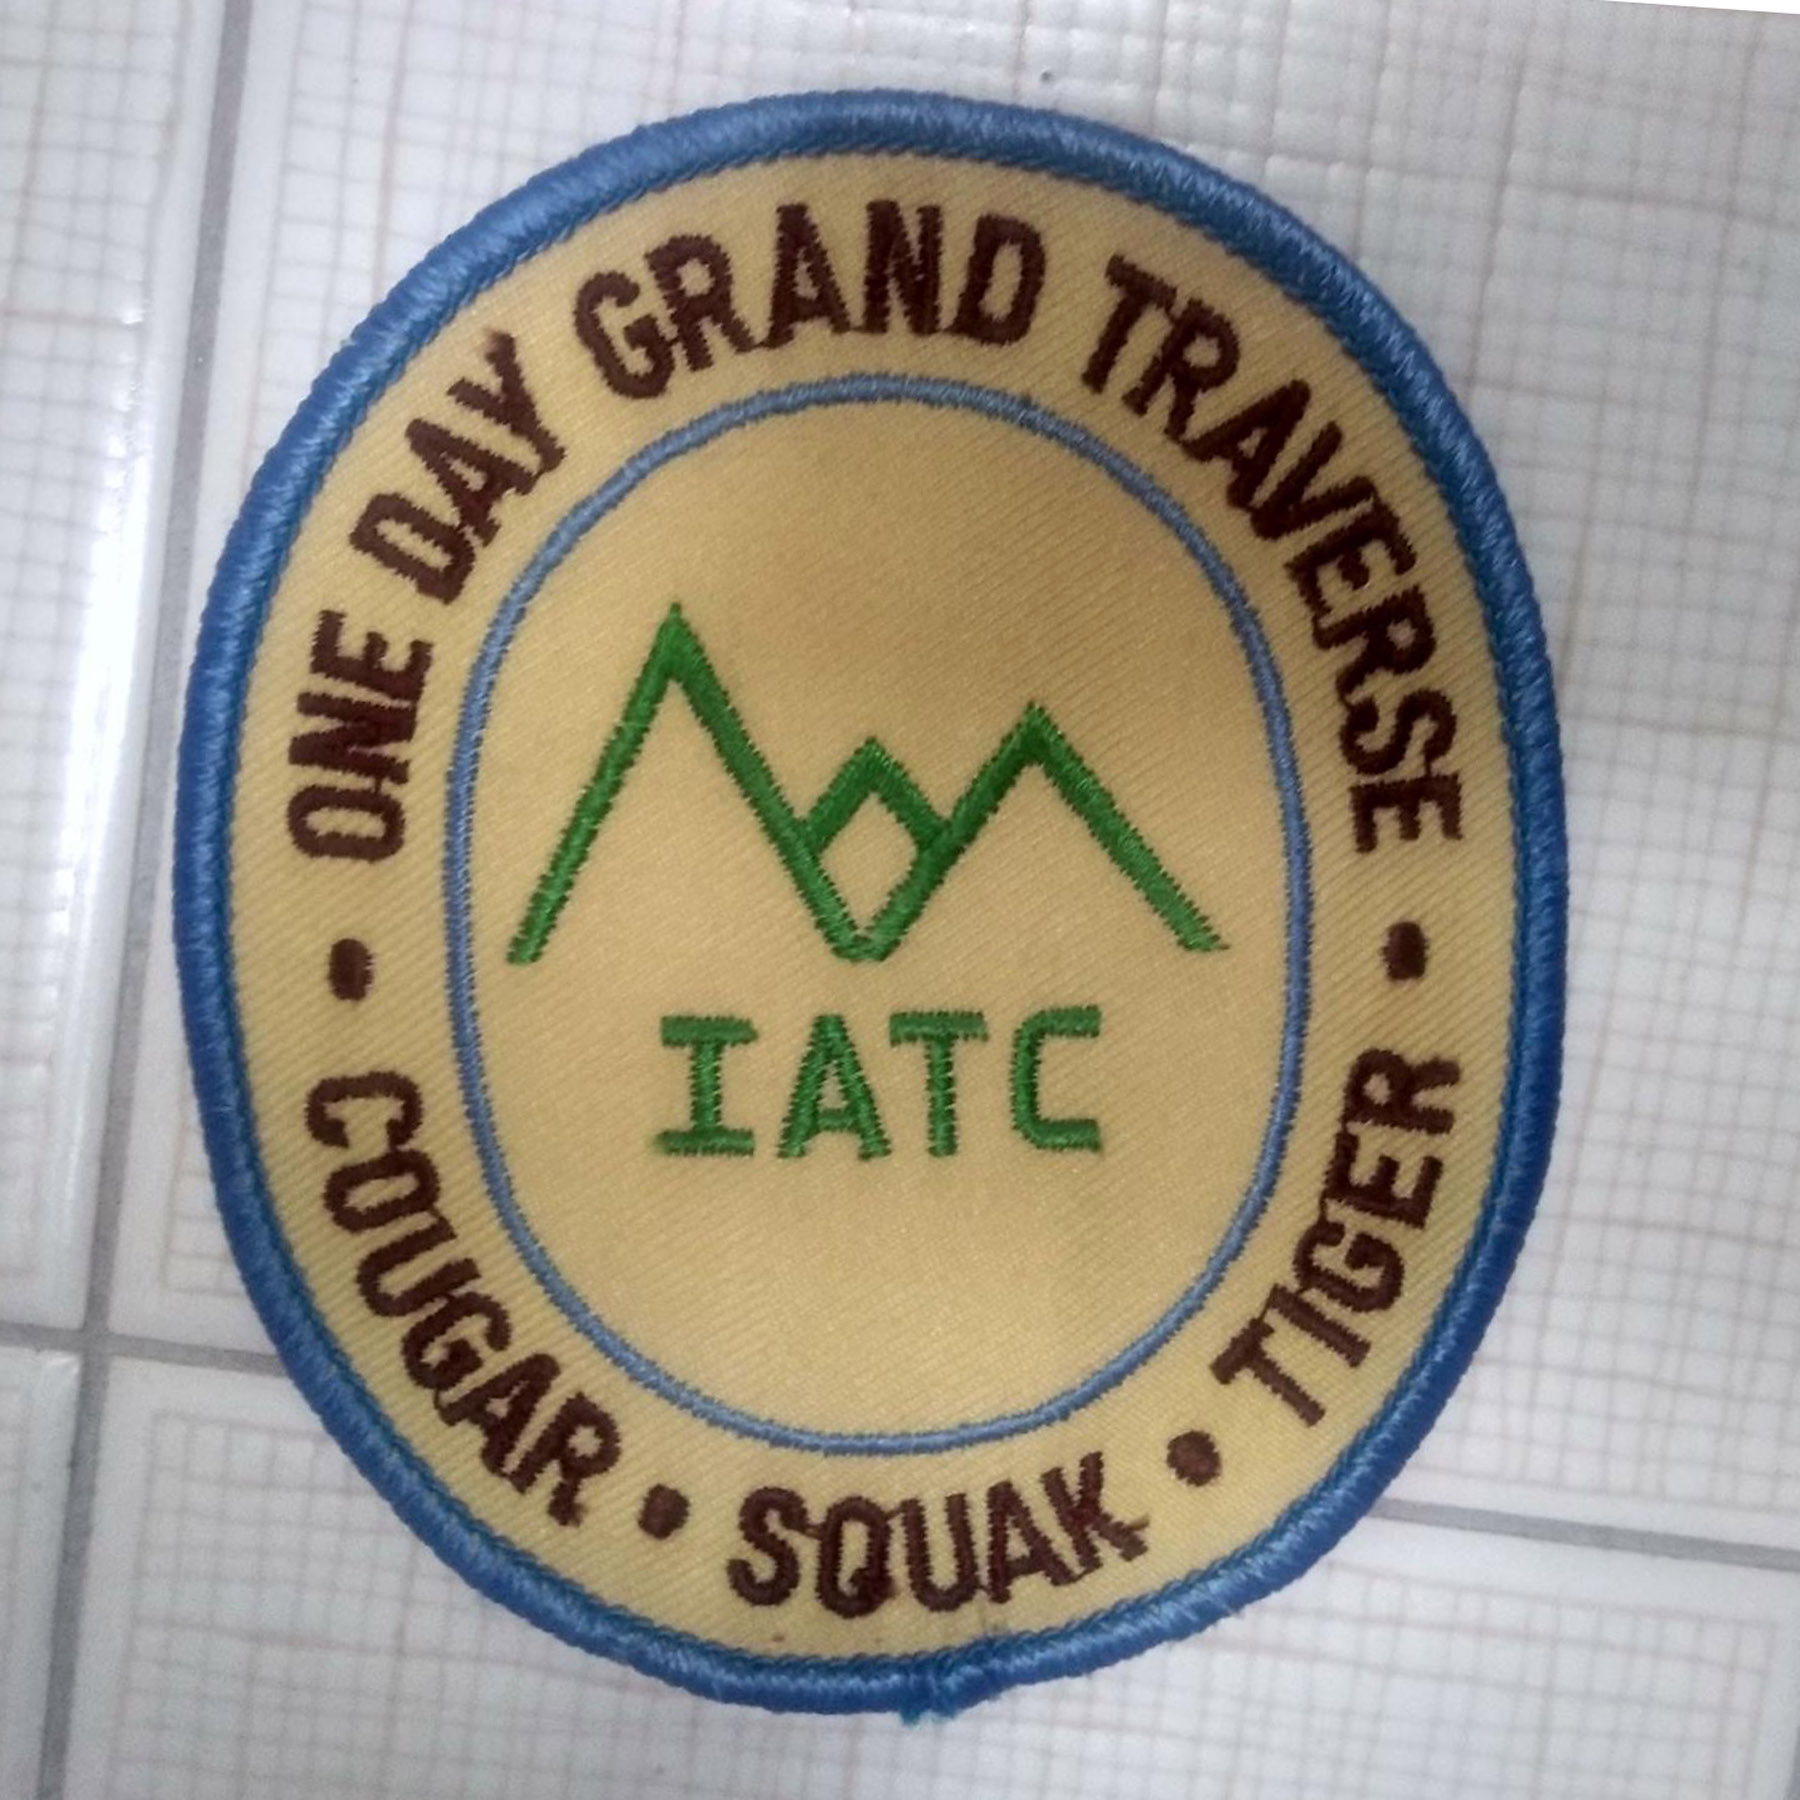 ONE DAY GRAND TRAVERSE
IATC
• COUGAR • SQUAK • TIGER •